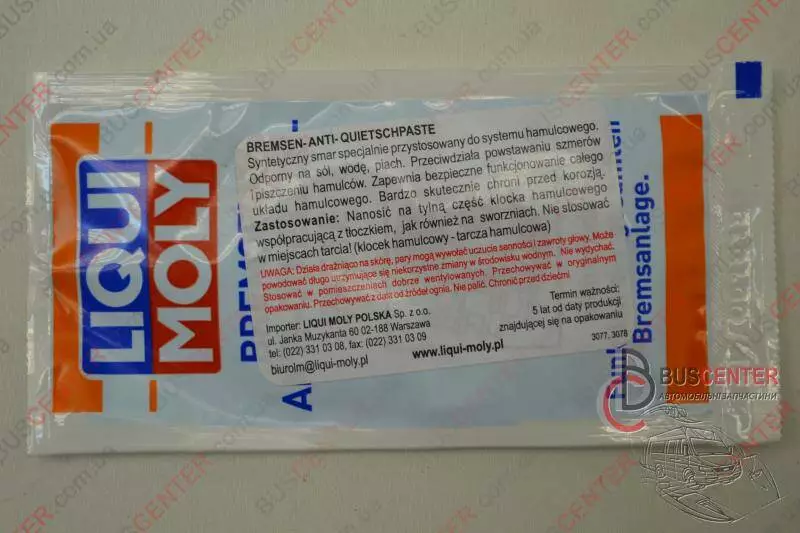 LIQUI
MOLY
BREMSEN- ANTI- QUIETSCHPASTE
Syntetyczny smar specjalnie przystosowany do systemu hamulcowego.
Odporny na sól, wodę, piach. Przeciwdziała powstawaniu szmerów
i piszczeniu hamulców. Zapewnia bezpieczne funkcjonowanie całego
układu hamulcowego. Bardzo skutecznie chroni przed korozją.
Zastosowanie: Nanosić na tylną część klocka hamulcowego
współpracującą z tłoczkiem, jak również na sworzniach. Nie stosować
w miejscach tarcia! (klocek hamulcowy - tarcza hamulcowa)
UWAGA: Działa drażniąco na skórę, pary mogą wywołać uczucia senności i zawroty głowy. Może
powodować długo utrzymujące się niekorzystne zmiany w środowisku wodnym. Nie wdychać.
Stosować w pomieszczeniach dobrze wentylowanych. Przechowywać w oryginalnym
opakowaniu. Przechowywać z dala od źródeł ognia. Nie palić. Chronić przed dziećmi
Importer: LIQUI MOLY POLSKA Sp. z o.o.
ul. Janka Muzykanta 60 02-188 Warszawa
tel: (022) 331 03 08, fax: (022) 331 03 09
biurolm@liqui-moly.pl
www.liqui-moly.pl
Termin ważności:
5 lat od daty produkcji
znajdującej się na opakowaniu
3077, 3078
Bremsanlage.
BUSCENTER
АВТОМОБІЛЬНІ ЗАПЧАСТИНИ
BUSCENTER.com.ua